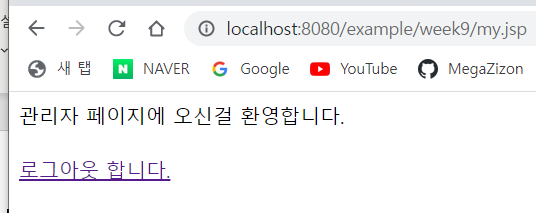 localhost:8080/example/week9/my.jsp
새 탭 NAVER Google YouTube MegaZizon
관리자 페이지에 오신걸 환영합니다.
로그아웃 합니다.